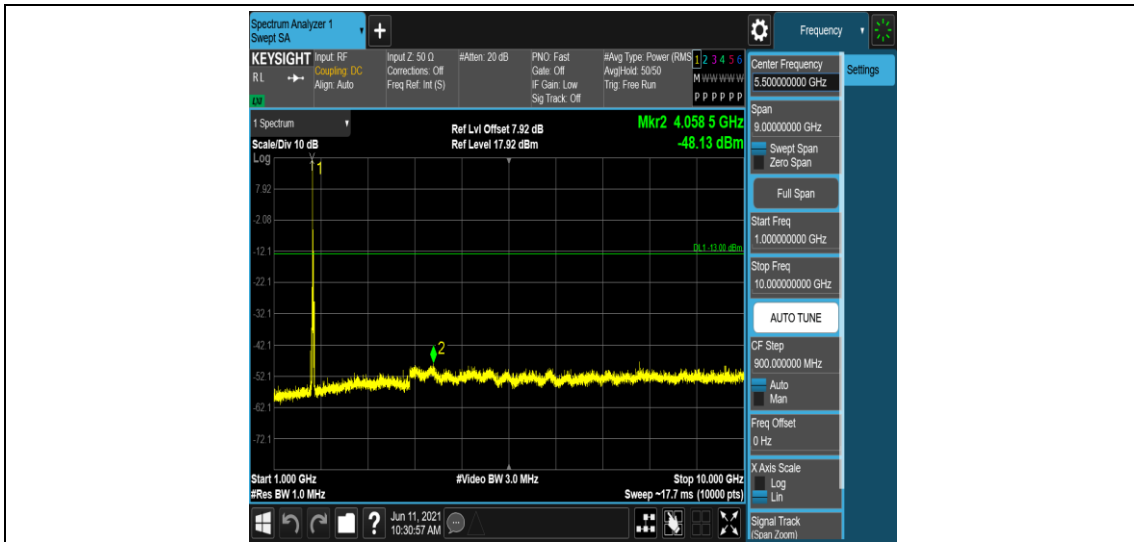 Spectrum Analyzer 1
Swept SA
+
Frequency
KEYSIGHT
RL
LXI
Input: RF
Coupling: DC
Align: Auto
Input Z: 50 Ω
Corrections: Off
Freq Ref: Int (S)
#Atten: 20 dB
PNO: Fast
Gate: Off
IF Gain: Low
Sig Track: Off
#Avg Type: Power (RMS
Avg|Hold: 50/50
Trig: Free Run
1 2 3 4 5 6
M W W W W W
P P P P P P
1 Spectrum
Scale/Div 10 dB
Log
Ref Lvl Offset 7.92 dB
Ref Level 17.92 dBm
Mkr2 4.058 5 GHz
-48.13 dBm
1
7.92
-2.08
-12.1
DL1 -13.00 dBm
-22.1
-32.1
-42.1
2
-52.1
-62.1
-72.1
Start 1.000 GHz
#Res BW 1.0 MHz
#Video BW 3.0 MHz
Stop 10.000 GHz
Sweep ~17.7 ms (10000 pts)
Center Frequency
5.500000000 GHz
Settings
Span
9.00000000 GHz
Swept Span
Zero Span
Full Span
Start Freq
1.000000000 GHz
Stop Freq
10.000000000 GHz
AUTO TUNE
CF Step
900.000000 MHz
Auto
Man
Freq Offset
0 Hz
X Axis Scale
Log
Lin
Signal Track
(Span Zoom)
?
Jun 11, 2021
10:30:57 AM